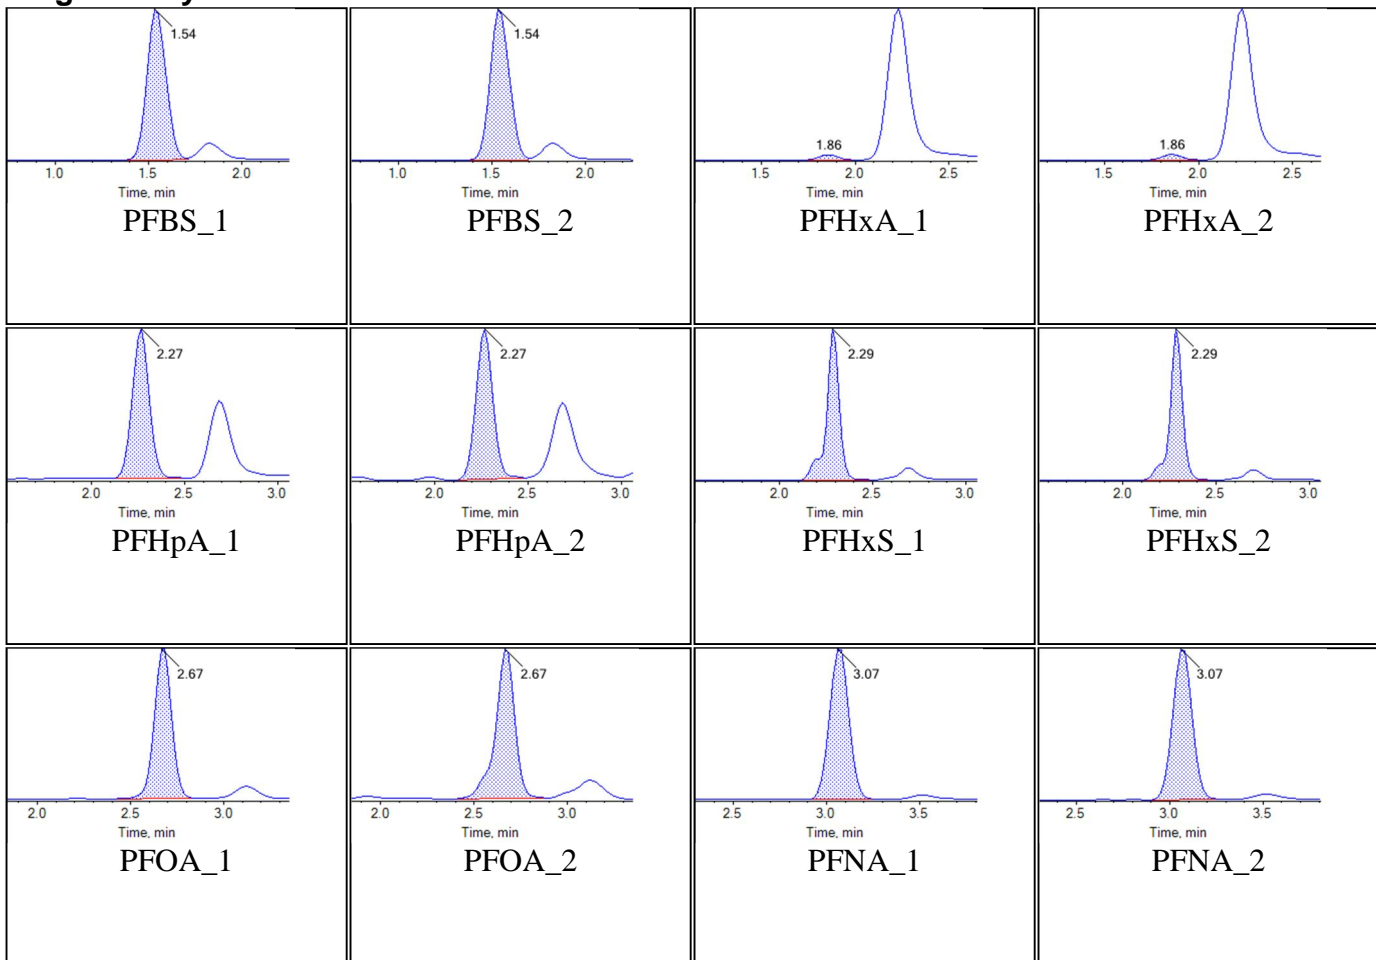 1.54 1.54
1.86 1.86
1.0 1.5 2.0 1.0 1.5 2.0 1.5 2.0 2.5 1.5 2.0 2.5
Time, min Time, min Time, min Time, min
PFBS_1 PFBS_2 PFHxA_1 PFHxA_2
2.27 2.27 2.29 2.29
2.0 2.5 3.0 2.0 2.5 3.0 2.0 2.5 3.0 2.0 2.5 3.0
Time, min Time, min Time, min Time, min
PFHpA_1 PFHpA_2 PFHxS_1 PFHxS_2
2.67 2.67 3.07 3.07
2.0 2.5 3.0 2.0 2.5 3.0 2.5 3.0 3.5 2.5 3.0 3.5
Time, min Time, min Time, min Time, min
PFOA_1 PFOA_2 PFNA_1 PFNA_2